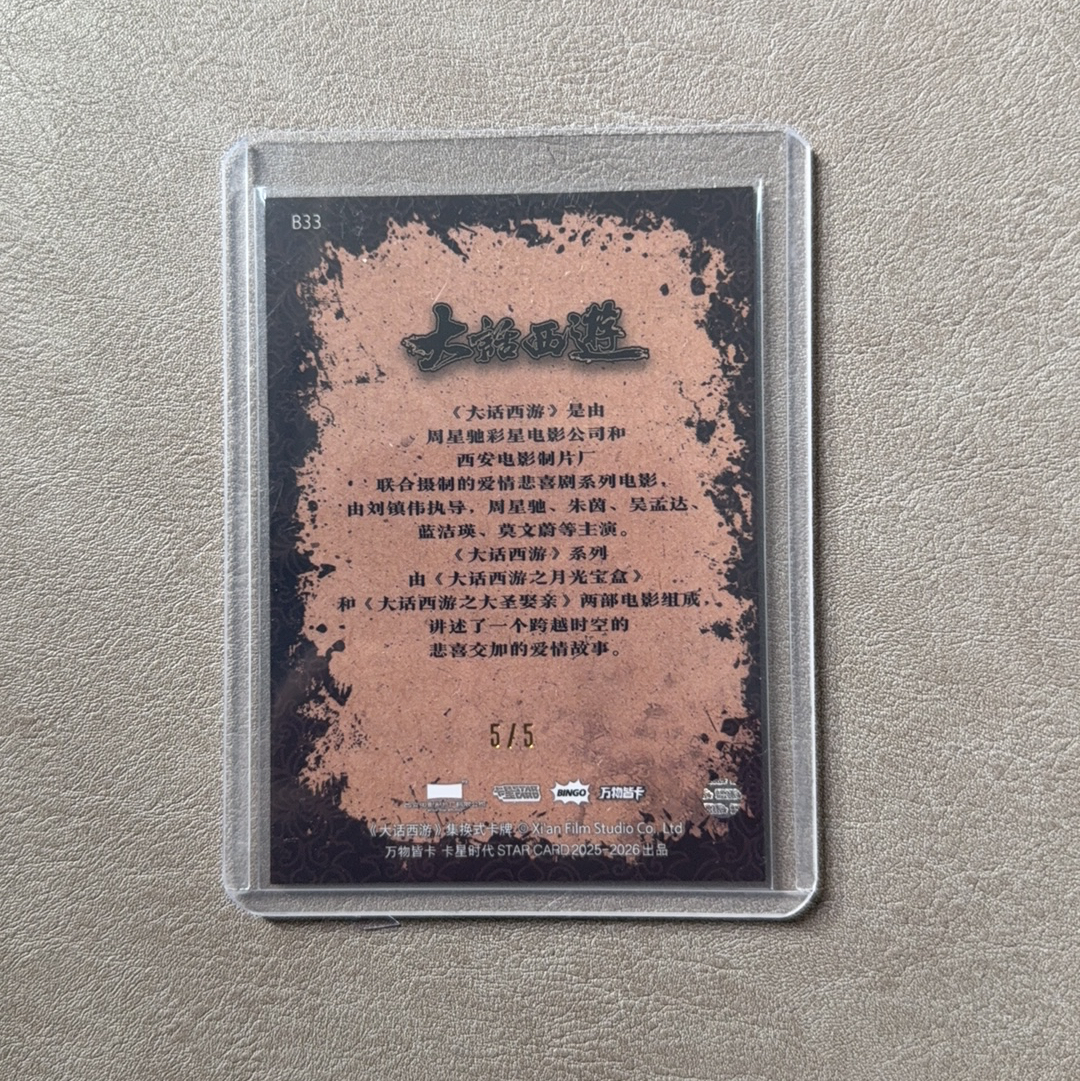 B33
大话西遊
《大话西游》是由
周星驰彩星电影公司和
西安电影制片厂
联合摄制的爱情悲喜剧系列电影，
由刘镇伟执导，周星驰、朱茵、吴孟达、
蓝洁瑛、莫文蔚等主演。
《大话西游》系列
由《大话西游之月光宝盒》
和《大话西游之大圣娶亲》两部电影组成，
讲述了一个跨越时空的
悲喜交加的爱情故事。
5/5
BINGO 万物皆卡
《大话西游》集换式卡牌 © Xi'an Film Studio Co., Ltd
万物皆卡 卡星时代 STAR CARD 2025-2026 出品